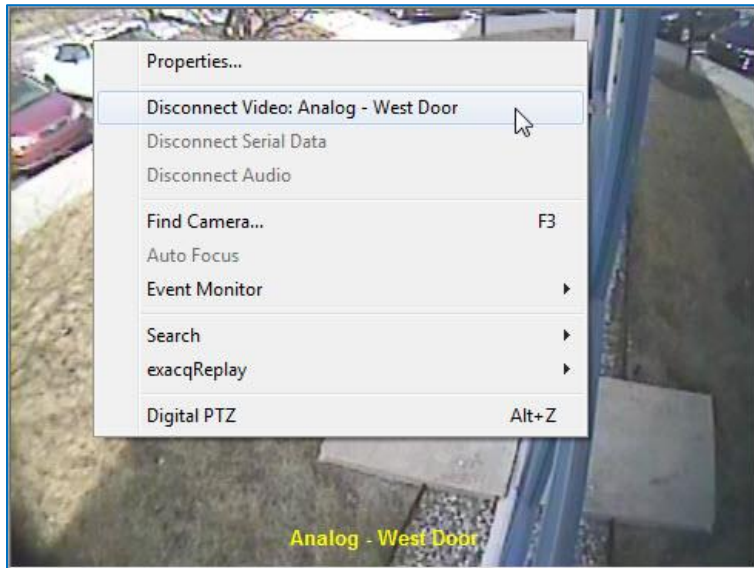 Properties...
Disconnect Video: Analog - West Door
Disconnect Serial Data
Disconnect Audio
Find Camera... F3
Auto Focus
Event Monitor
Search
exacqReplay
Digital PTZ Alt+Z
Analog - West Door